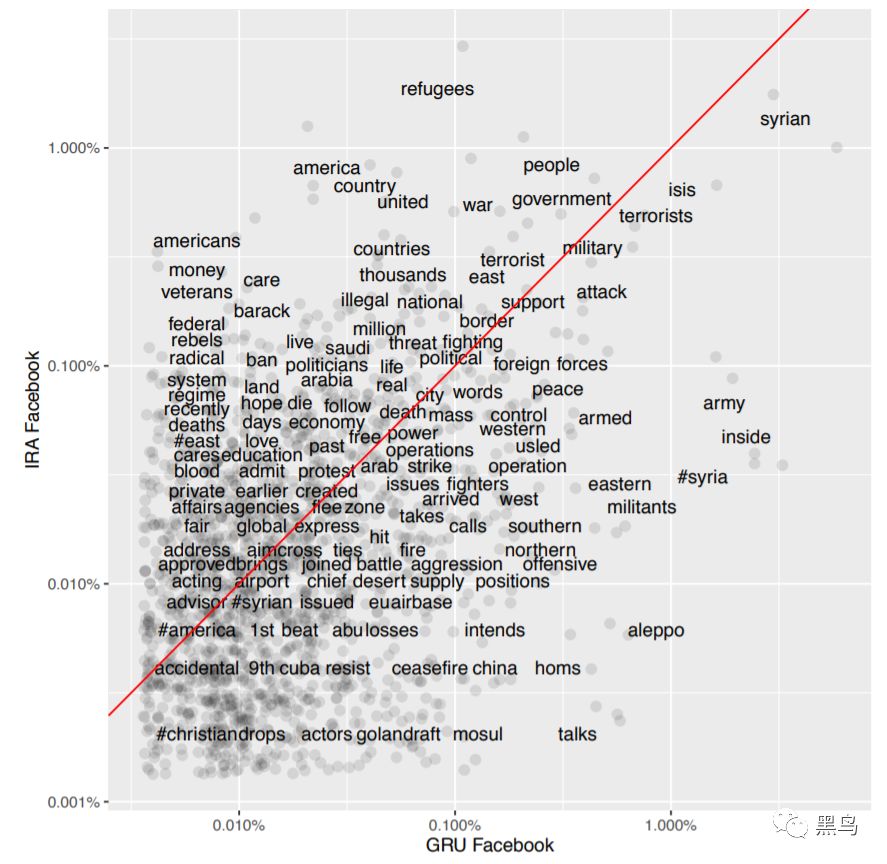 refugees
syrian
1.000%
america people
country isis
united war government
terrorists
americans countries military
terrorist
money thousands east
care
veterans illegal national support attack
barark border
federal million
rebels live saudi threat fighting
radical ban politicians life political foreign forces
system land arabia real
regime city words peace
recently hope die follow army
deaths days economy death mass control armed
#east love free power western inside
cares education past operations usled
blood admit protest arab strike operation
issues fighters eastern #syria
private earlier created arrived west
affairs agencies flee zone takes militants
fair global express calls southern
hit
address aim cross ties fire northern
approved brings joined battle aggression offensive
acting airport chief desert supply positions
advisor #syrian issued eu airbase
#america 1st beat abu losses intends aleppo
accidental 9th cuba resist ceasefire china homs
#christian drops actors golan draft mosul talks
0.100%
0.010%
0.001%
IRA Facebook
0.010% 0.100% 1.000%
GRU Facebook
黑鸟